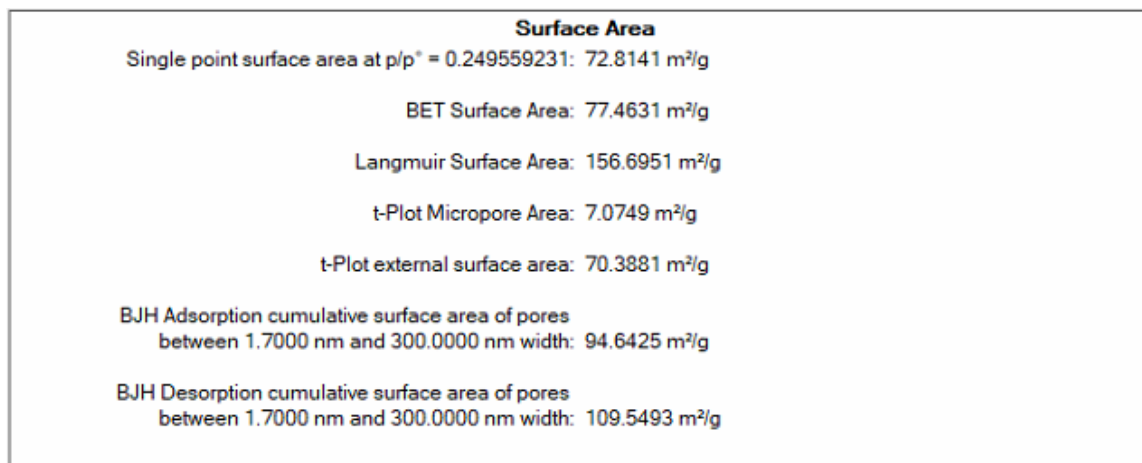 Surface Area
Single point surface area at p/p° = 0.249559231: 72.8141 m²/g
BET Surface Area: 77.4631 m²/g
Langmuir Surface Area: 156.6951 m²/g
t-Plot Micropore Area: 7.0749 m²/g
t-Plot external surface area: 70.3881 m²/g
BJH Adsorption cumulative surface area of pores
between 1.7000 nm and 300.0000 nm width: 94.6425 m²/g
BJH Desorption cumulative surface area of pores
between 1.7000 nm and 300.0000 nm width: 109.5493 m²/g